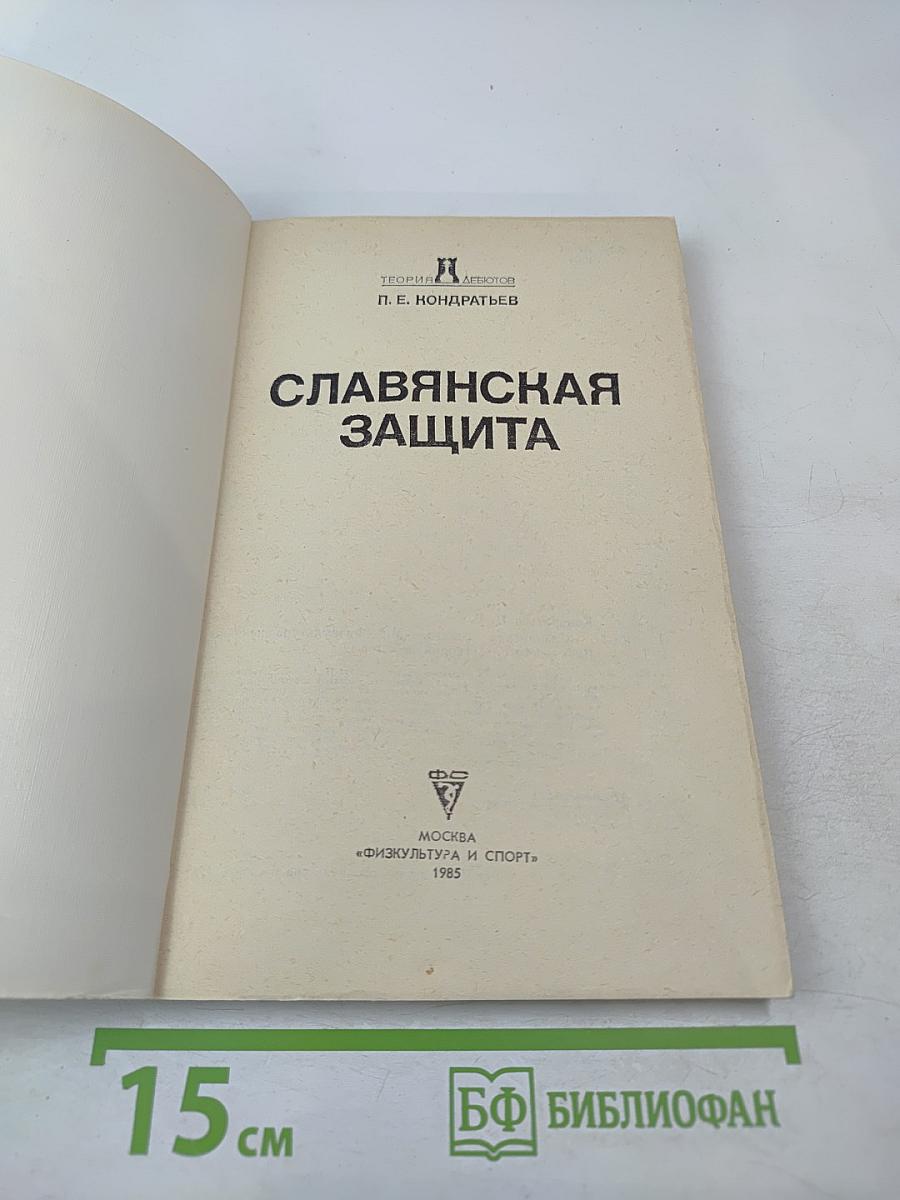 ТЕОРИЯ ДЕБЮТОВ
П. Е. КОНДРАТЬЕВ
СЛАВЯНСКАЯ
ЗАЩИТА
ФС
МОСКВА
«ФИЗКУЛЬТУРА И СПОРТ»
1985
15 см
БФ БИБЛИОФАН